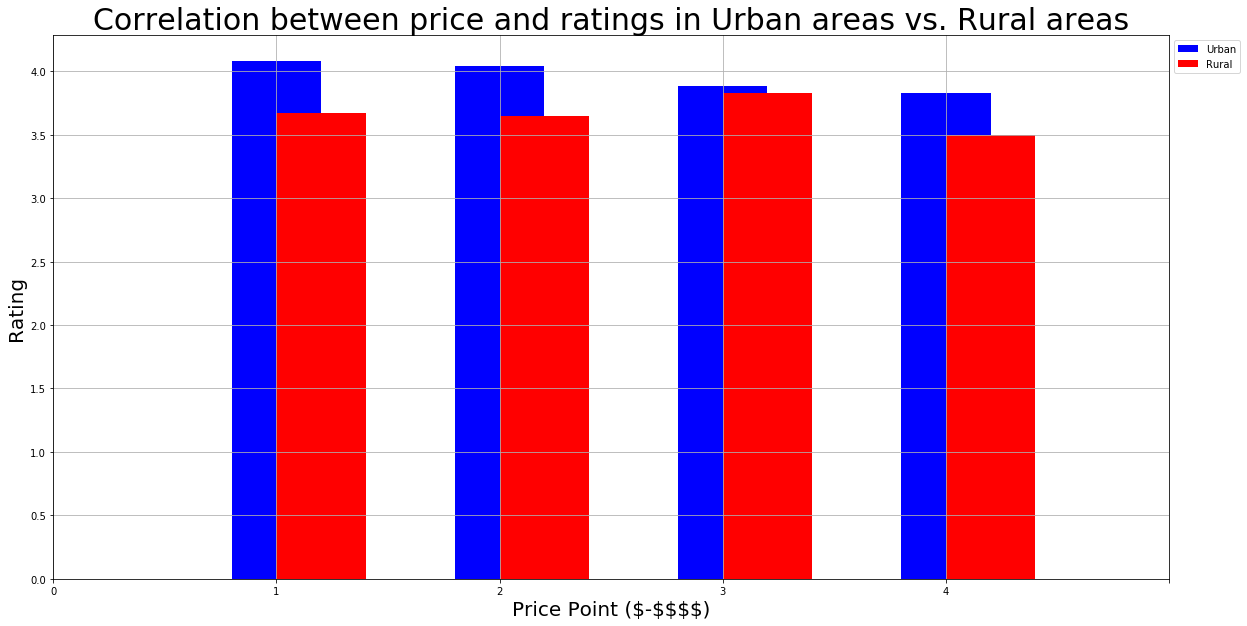 Correlation between price and ratings in Urban areas vs. Rural areas
Urban
Rural
4.0
3.5
3.0
2.5
2.0
1.5
1.0
0.5
0.0
Rating
0
1
2
3
4
Price Point ($-$$$$)